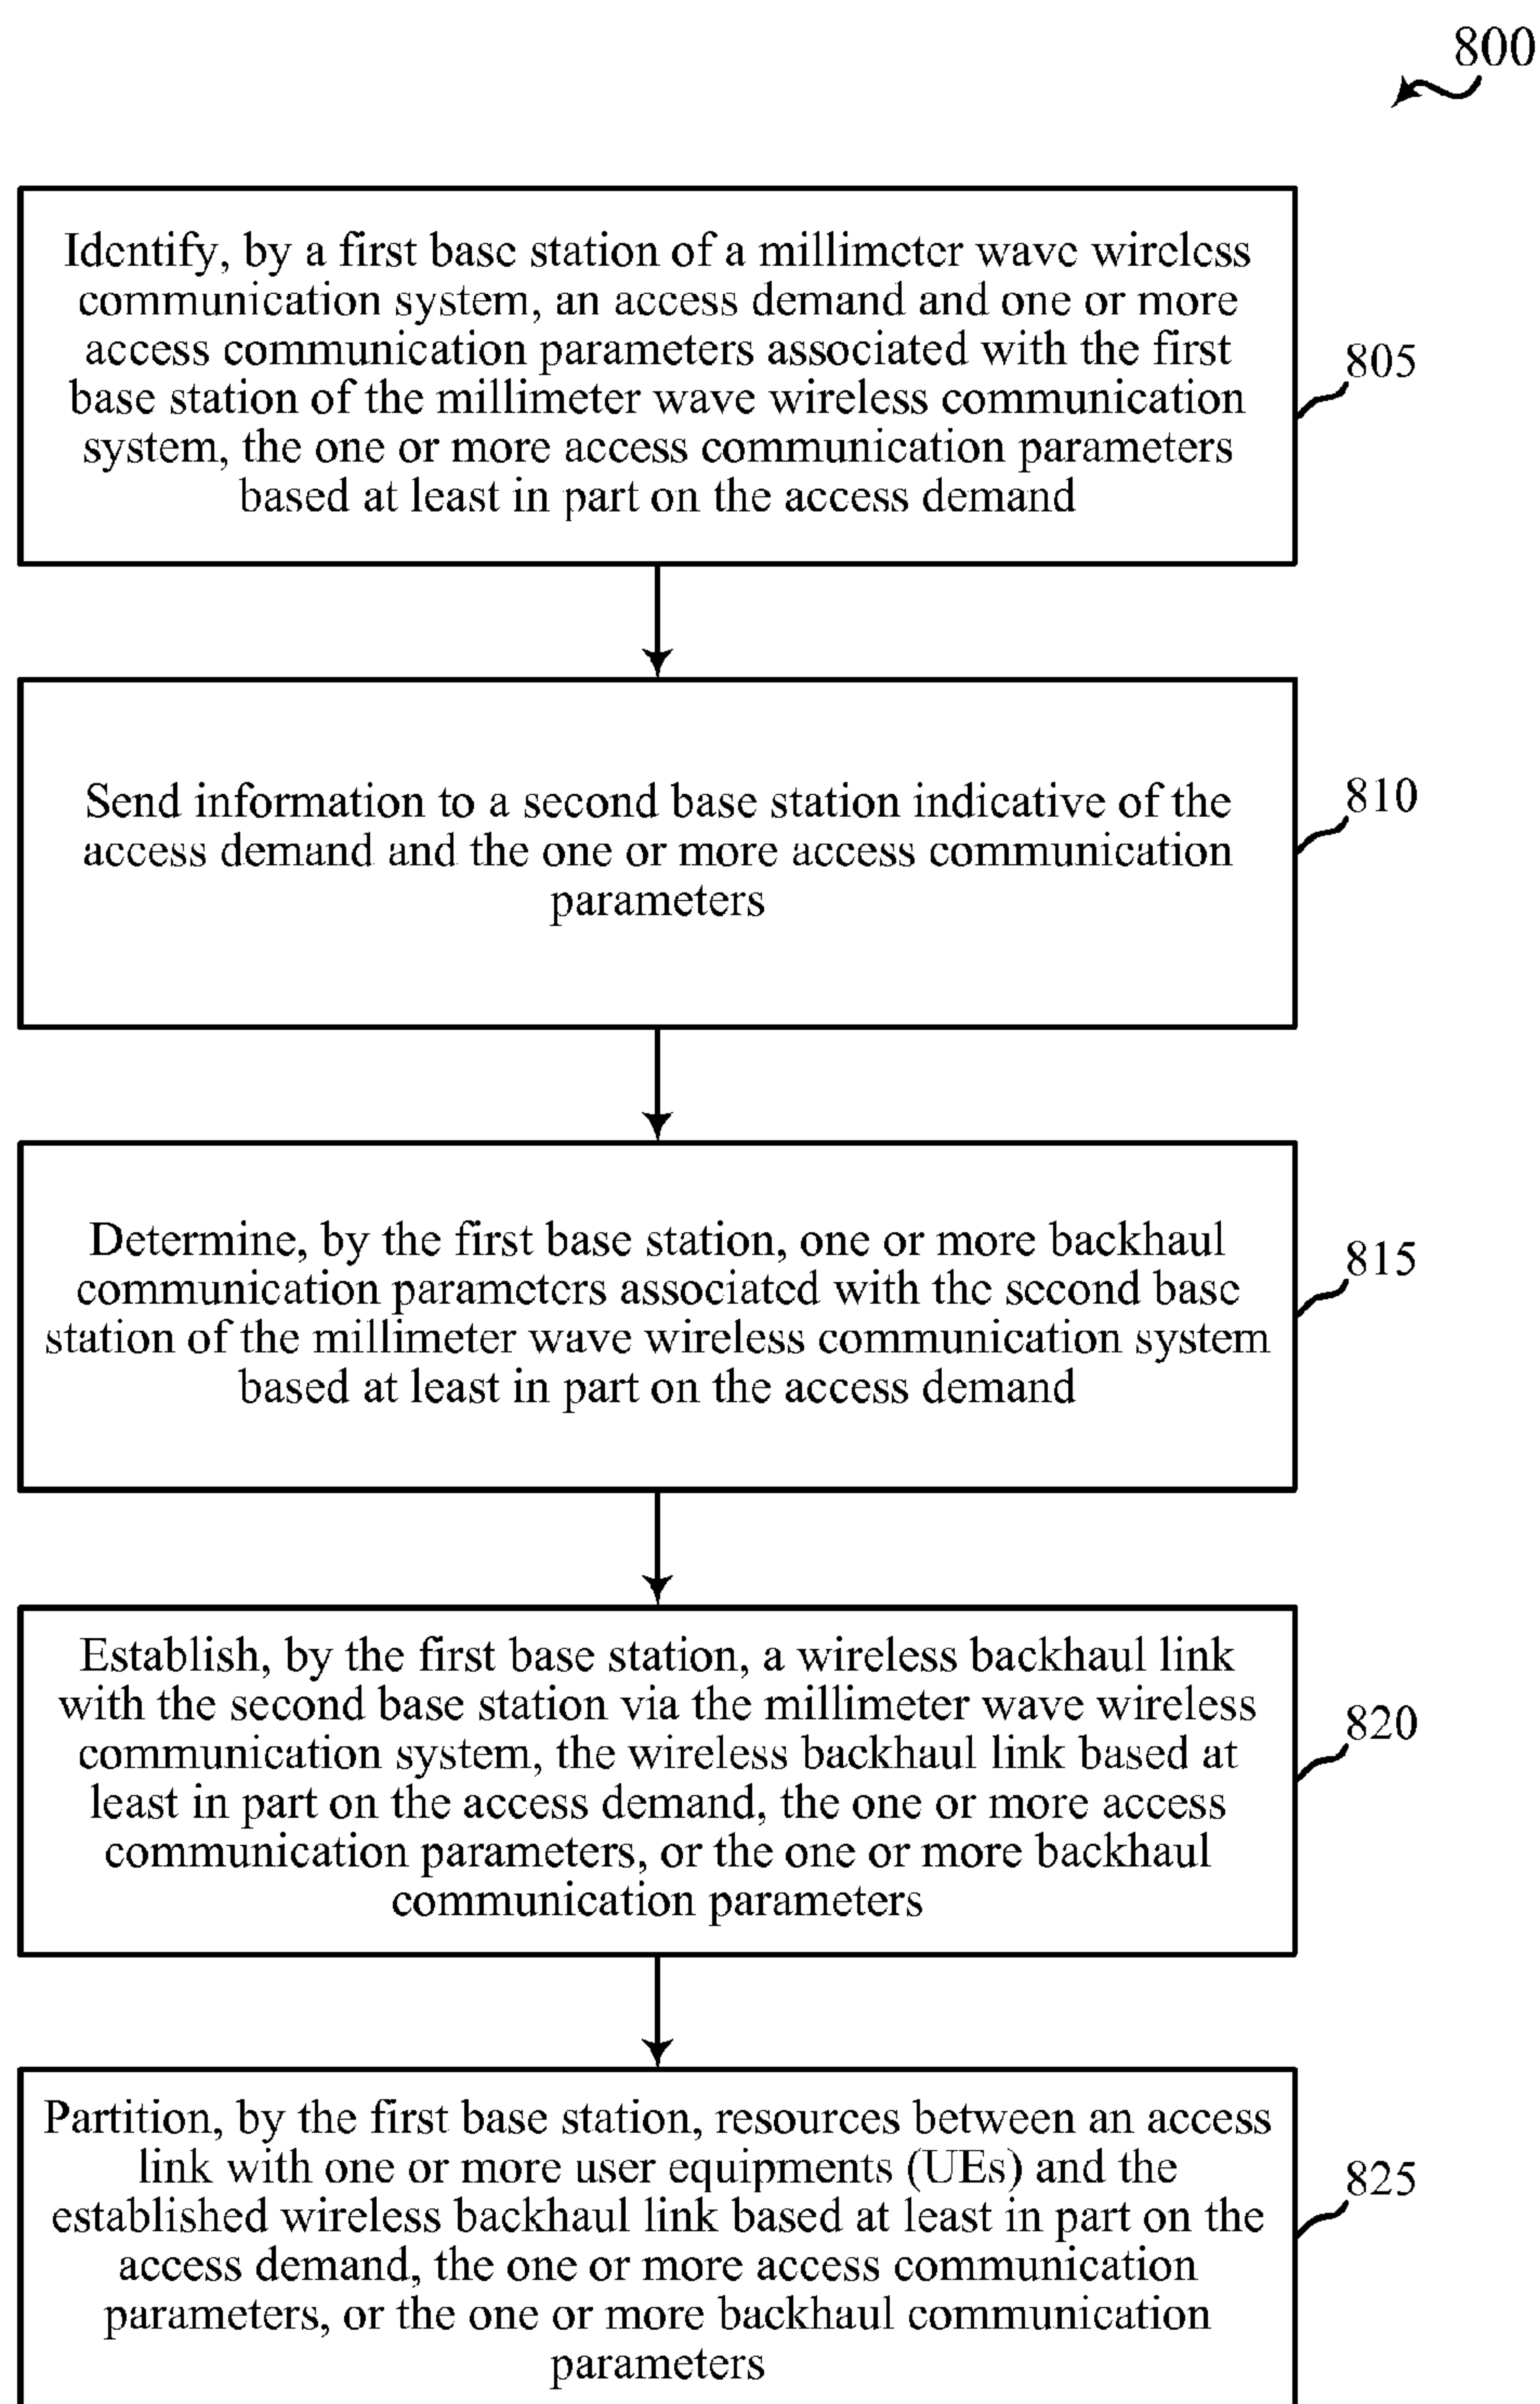 800
Identify, by a first base station of a millimeter wave wireless
communication system, an access demand and one or more
access communication parameters associated with the first
base station of the millimeter wave wireless communication
system, the one or more access communication parameters
based at least in part on the access demand
805
Send information to a second base station indicative of the
access demand and the one or more access communication
parameters
810
Determine, by the first base station, one or more backhaul
communication parameters associated with the second base
station of the millimeter wave wireless communication system
based at least in part on the access demand
815
Establish, by the first base station, a wireless backhaul link
with the second base station via the millimeter wave wireless
communication system, the wireless backhaul link based at
least in part on the access demand, the one or more access
communication parameters, or the one or more backhaul
communication parameters
820
Partition, by the first base station, resources between an access
link with one or more user equipments (UEs) and the
established wireless backhaul link based at least in part on the
access demand, the one or more access communication
parameters, or the one or more backhaul communication
parameters
825